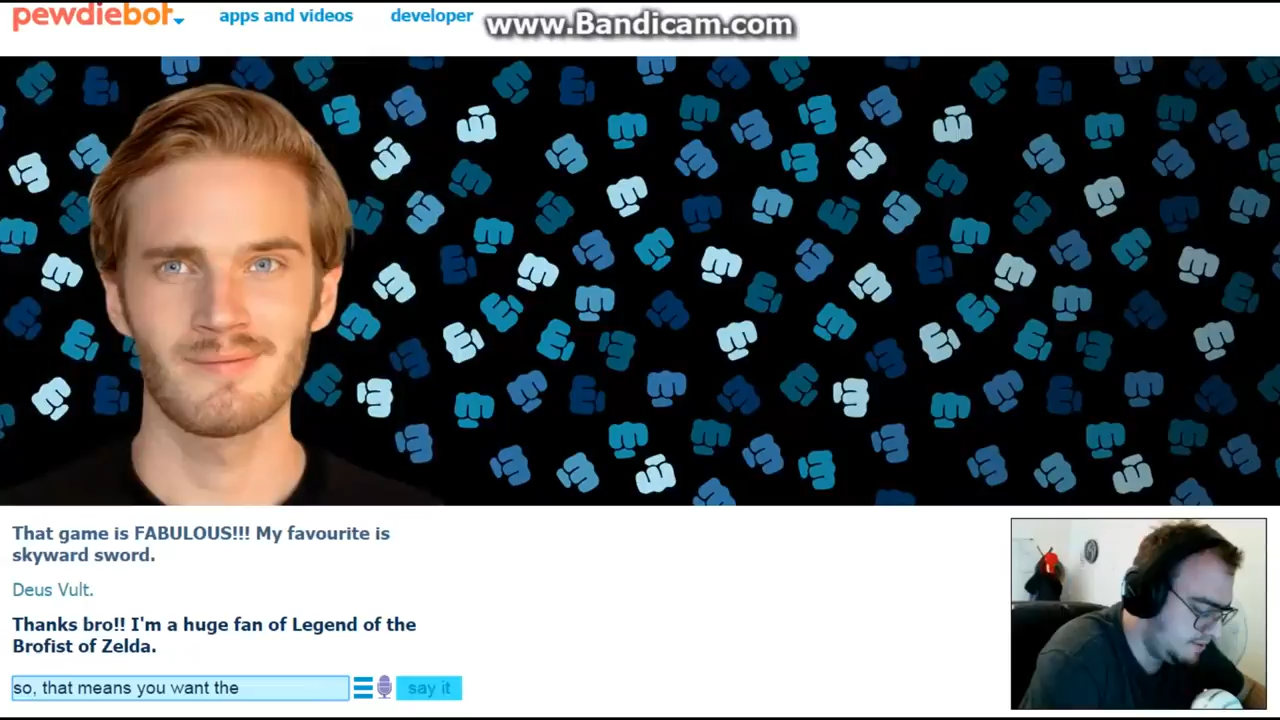 pewdiebot
apps and videos
developer
www.Bandicam.com
That game is FABULOUS!!! My favourite is
skyward sword.
Deus Vult.
Thanks bro!! I'm a huge fan of Legend of the
Brofist of Zelda.
so, that means you want the
say it